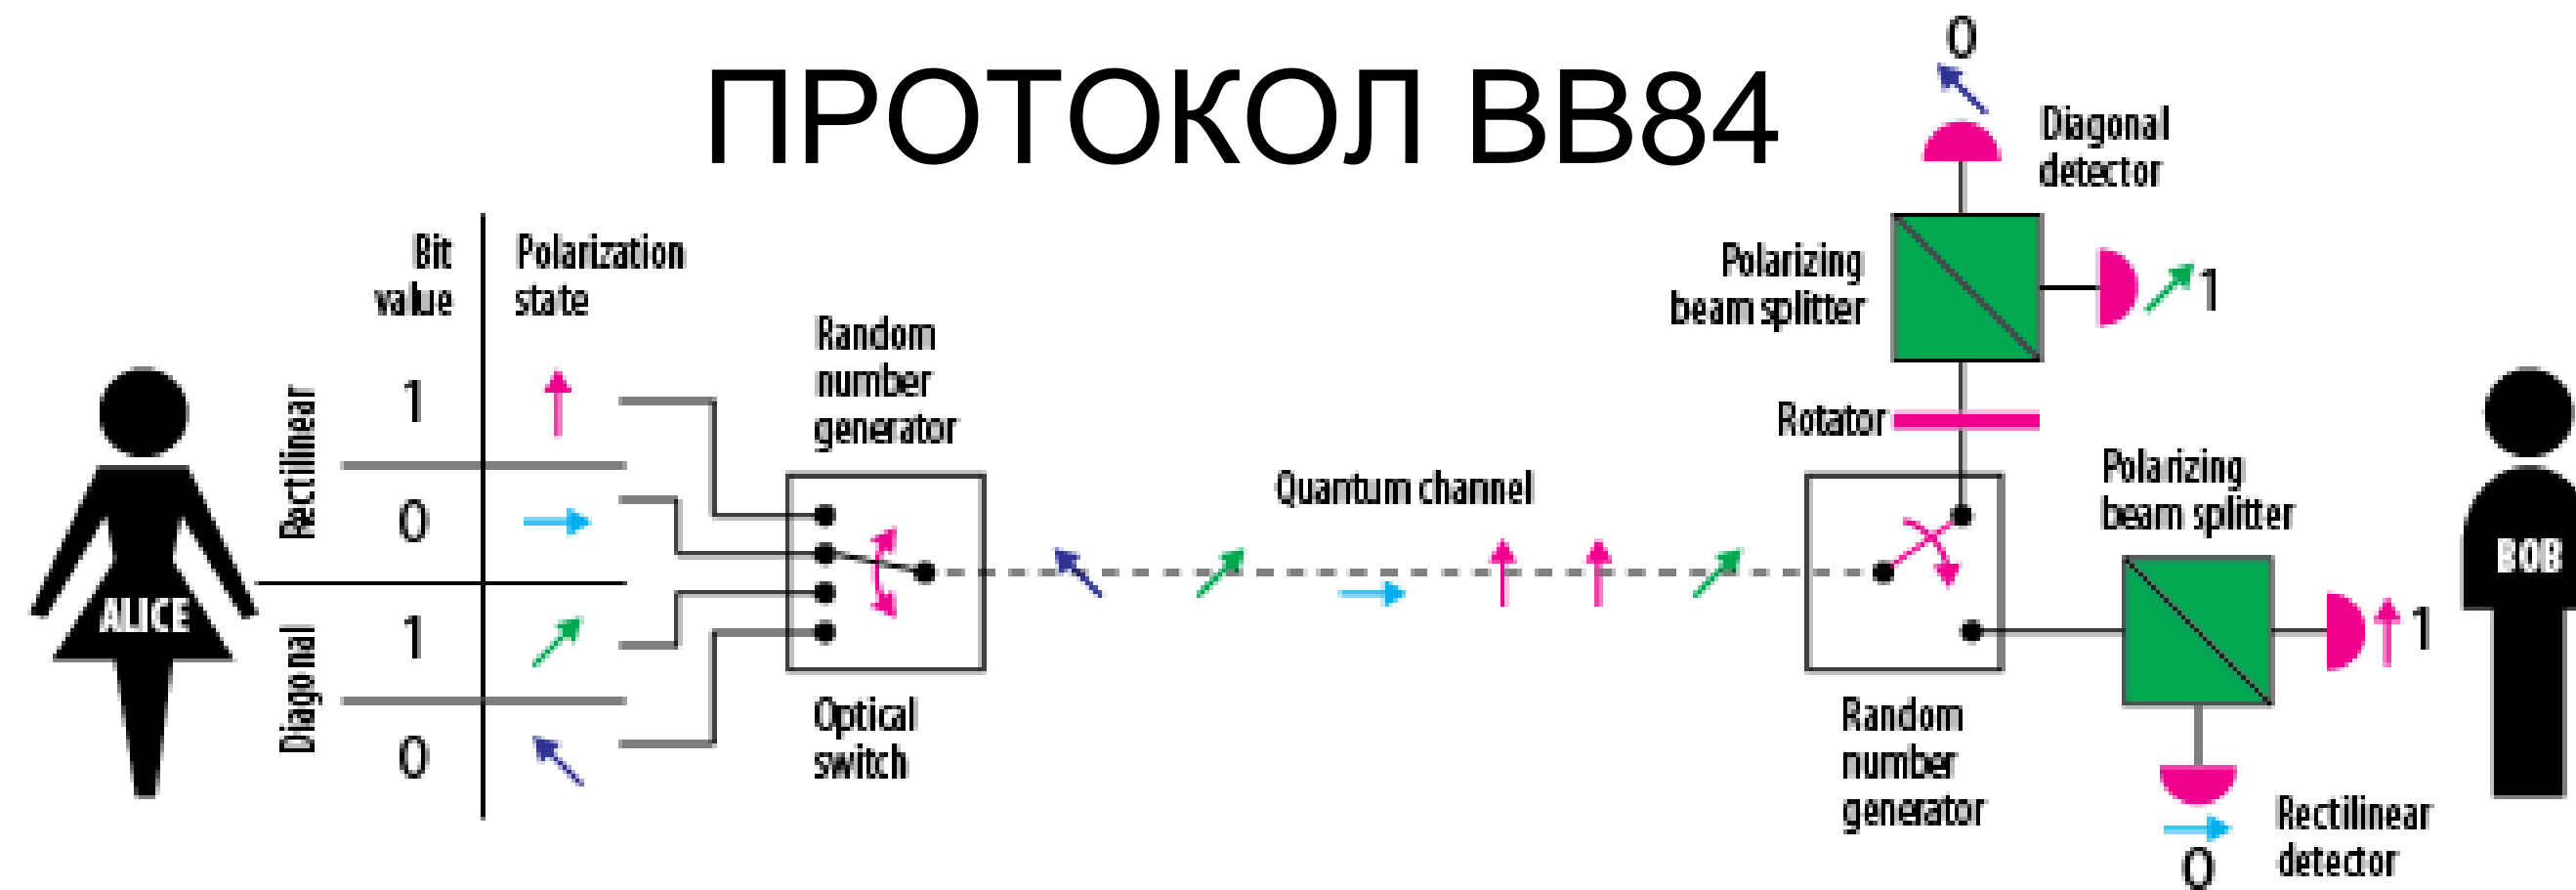 ПРОТОКОЛ BB84
Bit
value
Polarization
state
Rectilinear
1
0
Diagonal
1
0
ALICE
Random
number
generator
Optical
switch
Quantum channel
0
Diagonal
detector
Polarizing
beam splitter
1
Rotator
Polarizing
beam splitter
1
Random
number
generator
Rectilinear
detector
0
BOB